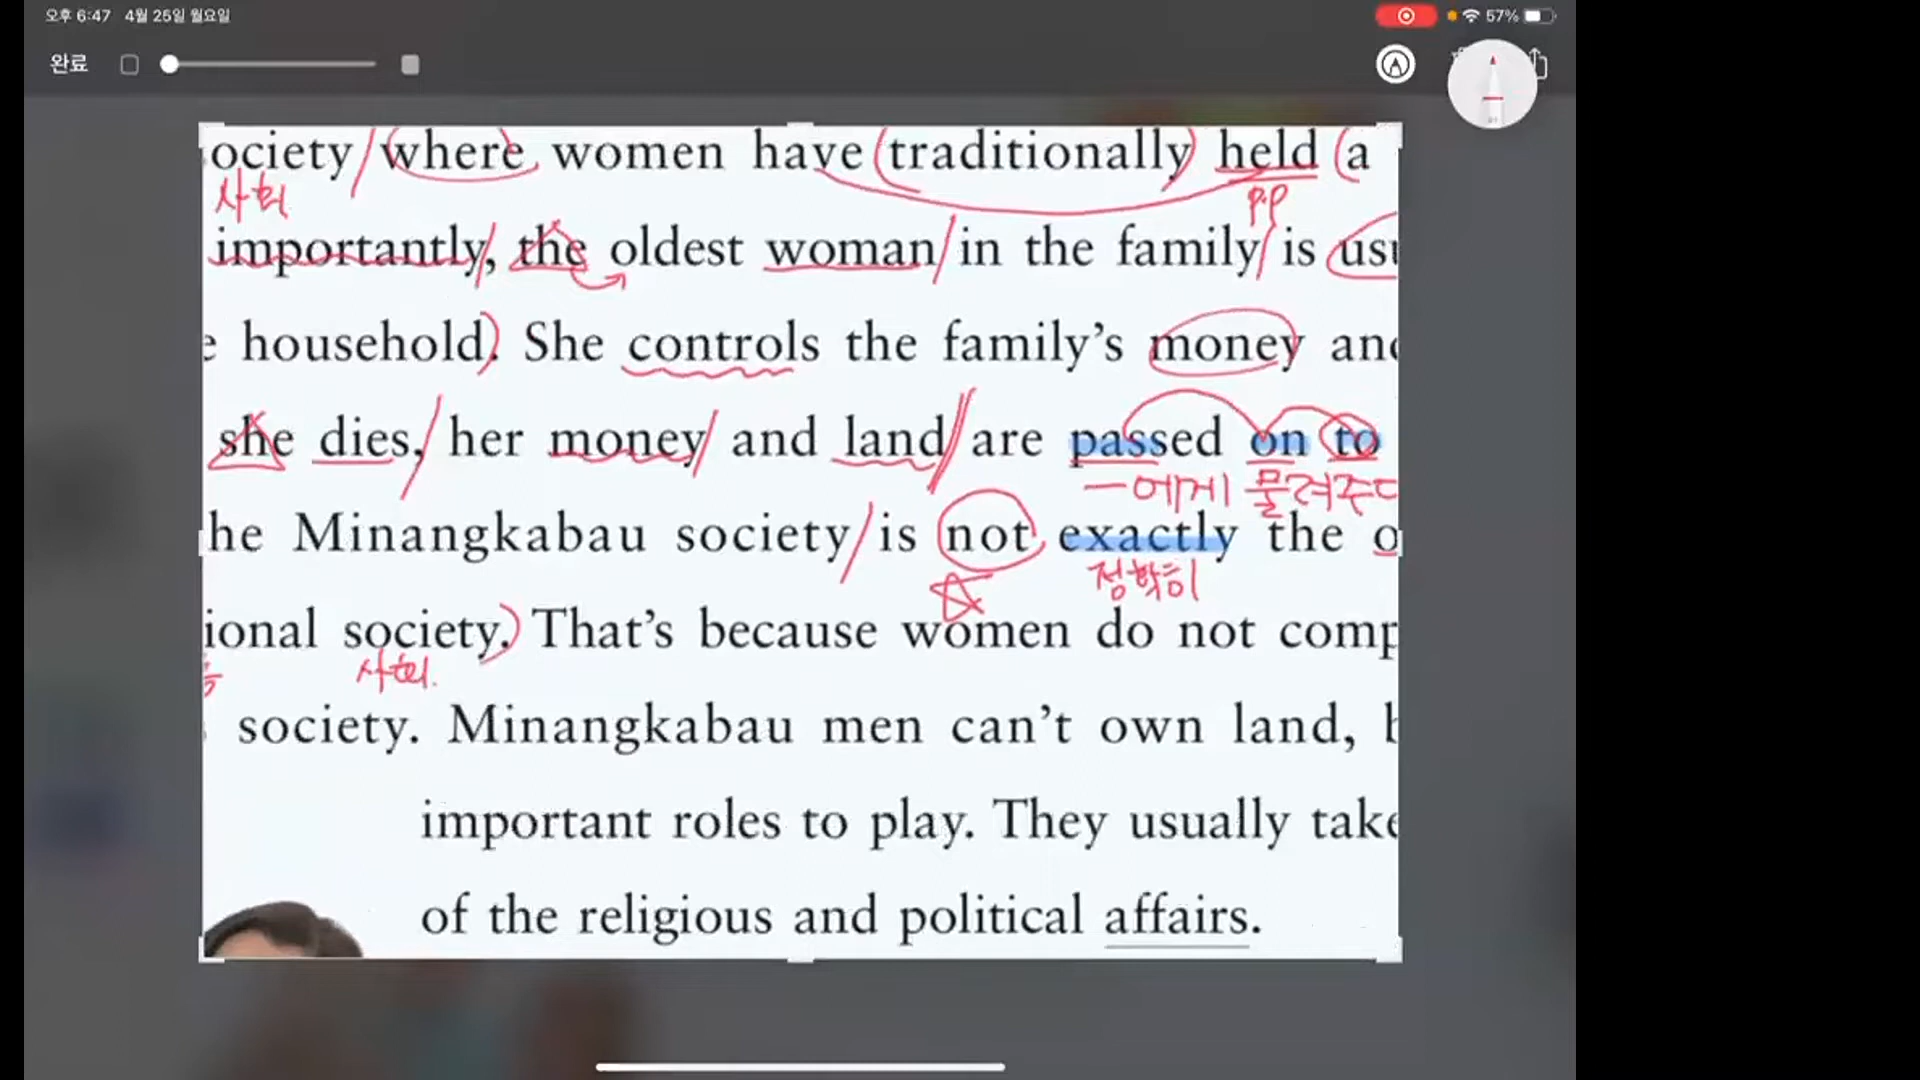 오후 6:47 4월 25일 월요일
57%
완료
ociety where women have traditionally held (a
사회
p.p
importantly, the oldest woman in the family is usu
e household. She controls the family's money and
she dies, her money and land are passed on to
–에게 물려주다
he Minangkabau society is not exactly the o
정확히
ional society. That's because women do not comp
사회.
society. Minangkabau men can't own land, b
important roles to play. They usually take
of the religious and political affairs.